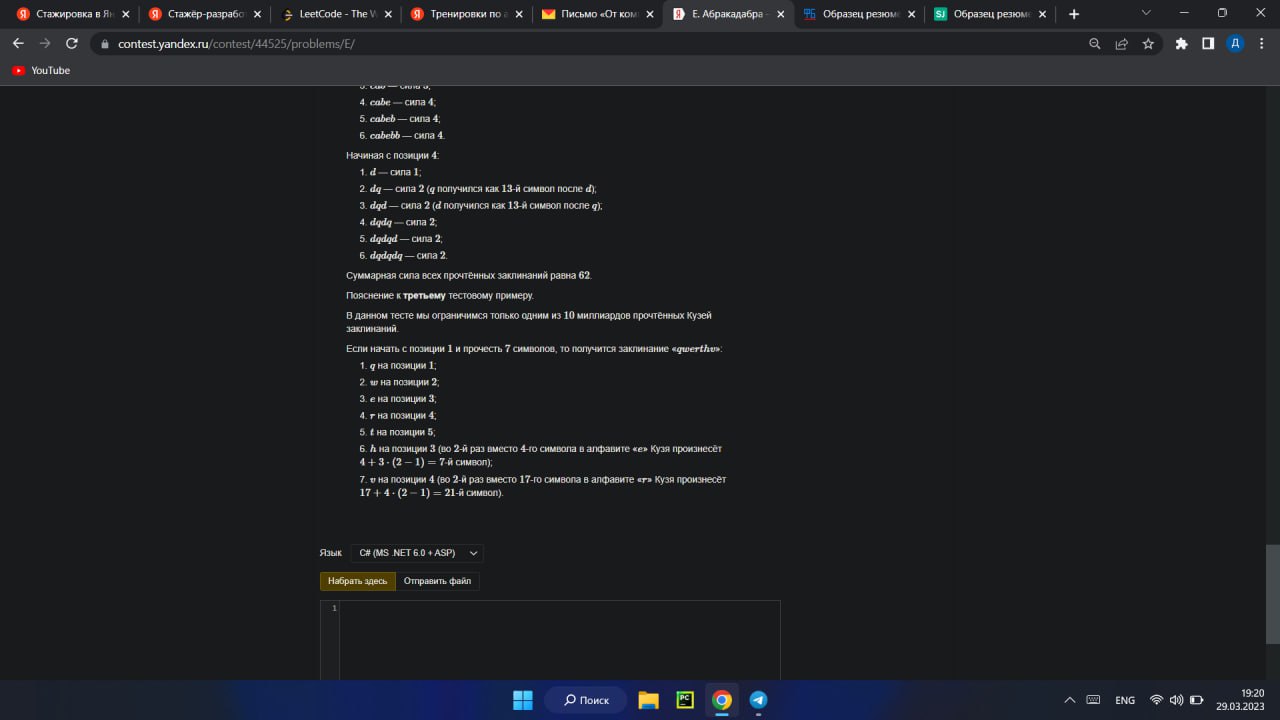 Стажировка в Ян
Стажёр-разработ
LeetCode - The W
Тренировки по а
Письмо «От ком
Е. Абракадабра –
Образец резюме
Образец резюме
contest.yandex.ru/contest/44525/problems/E/
Д
YouTube
3. cab — сила 3;
4. cabe — сила 4;
5. cabeb — сила 4;
6. cabebb — сила 4.
Начиная с позиции 4:
1. d — сила 1;
2. dq — сила 2 (q получился как 13-й символ после d);
3. dqd — сила 2 (d получился как 13-й символ после q);
4. dqdq — сила 2;
5. dqdqd — сила 2;
6. dqdqdq — сила 2.
Суммарная сила всех прочтённых заклинаний равна 62.
Пояснение к третьему тестовому примеру.
В данном тесте мы ограничимся только одним из 10 миллиардов прочтённых Кузей
заклинаний.
Если начать с позиции 1 и прочесть 7 символов, то получится заклинание «qwerthv»:
1. q на позиции 1;
2. w на позиции 2;
3. e на позиции 3;
4. r на позиции 4;
5. t на позиции 5;
6. h на позиции 3 (во 2-й раз вместо 4-го символа в алфавите «e» Кузя произнесёт
4 + 3 · (2 − 1) = 7-й символ);
7. v на позиции 4 (во 2-й раз вместо 17-го символа в алфавите «r» Кузя произнесёт
17 + 4 · (2 − 1) = 21-й символ).
Язык
C# (MS .NET 6.0 + ASP)
Набрать здесь
Отправить файл
1
Поиск
PC
ENG
19:20
29.03.2023